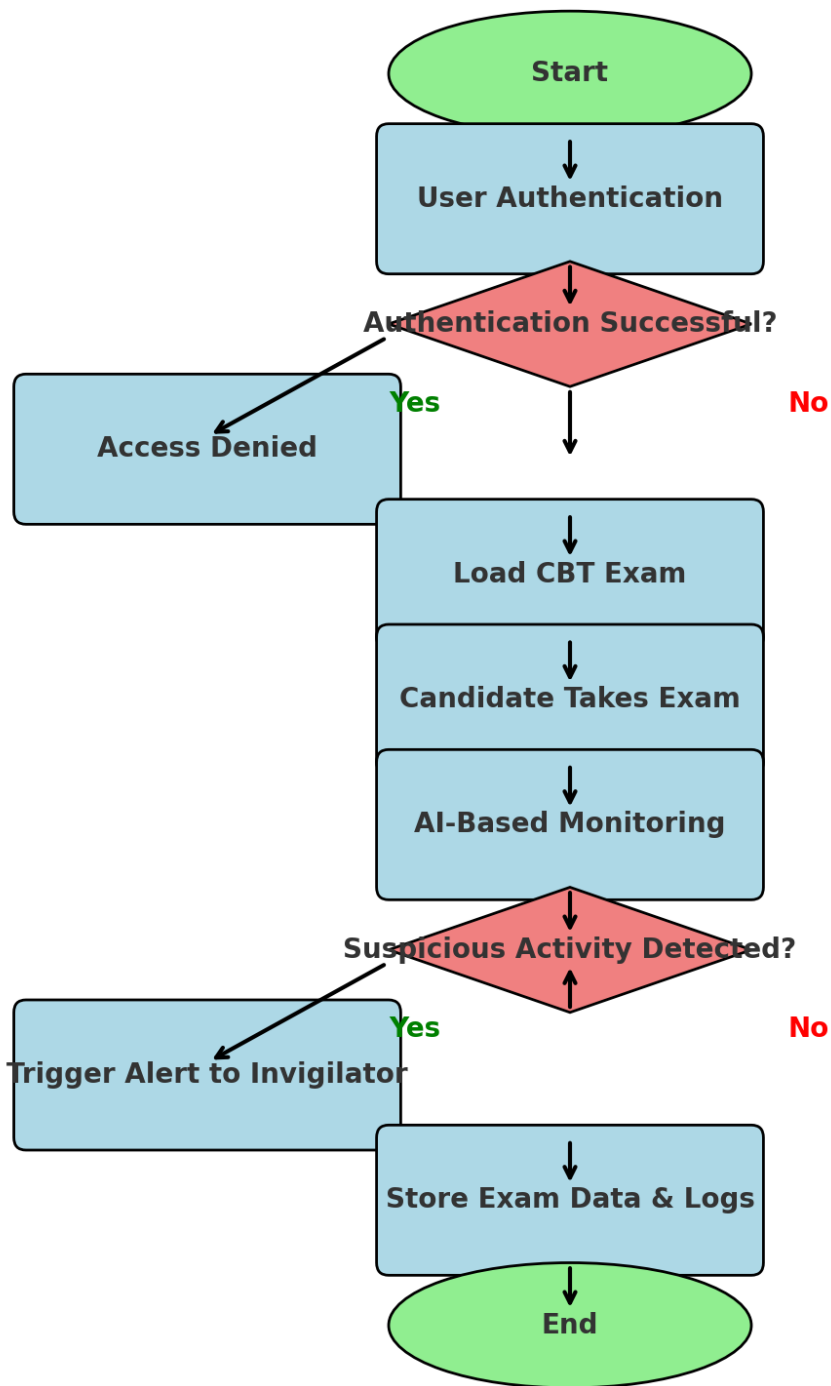 Start
User Authentication
Authentication Successful?
Yes
No
Access Denied
Load CBT Exam
Candidate Takes Exam
AI-Based Monitoring
Suspicious Activity Detected?
Yes
No
Trigger Alert to Invigilator
Store Exam Data & Logs
End